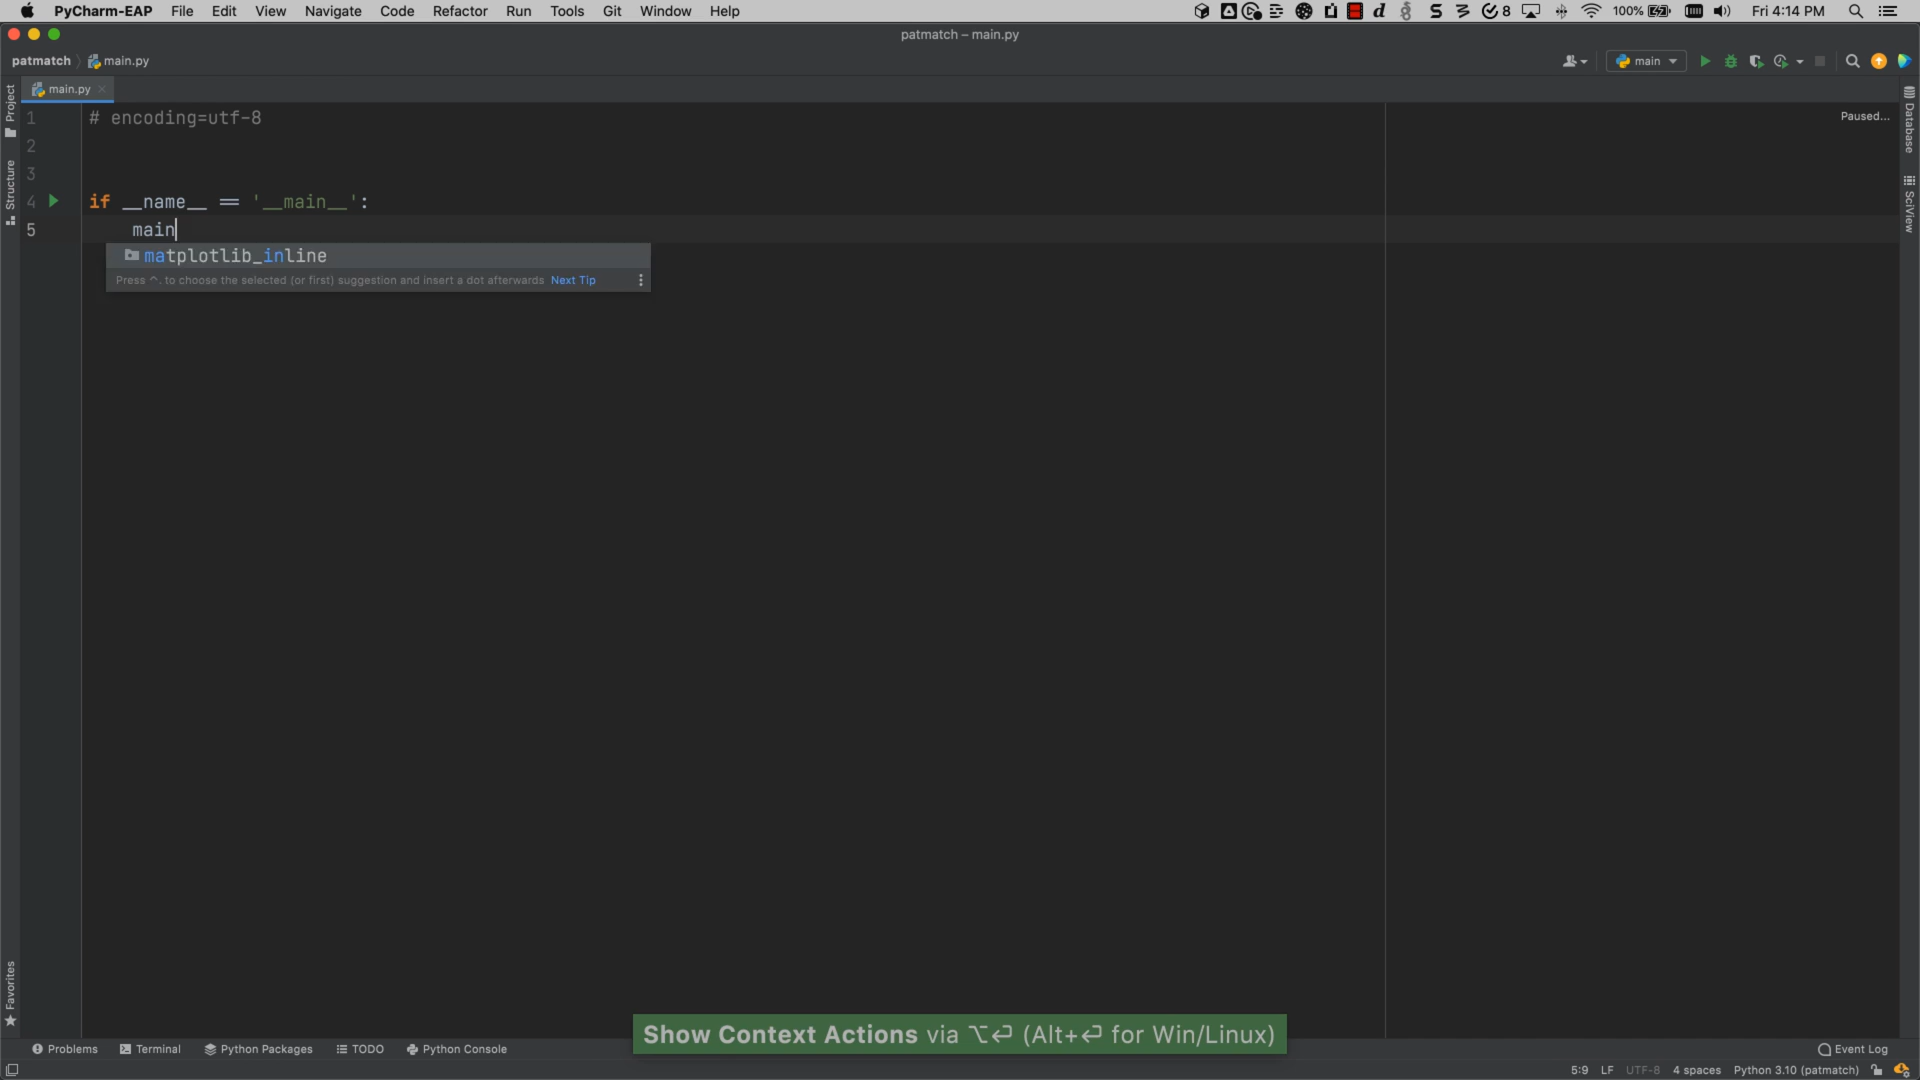 PyCharm-EAP File Edit View Navigate Code Refactor Run Tools Git Window Help
8 100% Fri 4:14 PM
patmatch – main.py
patmatch main.py
main
main.py
Project
Structure
Favorites
Database
SciView
Paused...
1 # encoding=utf-8
2
3
4 if __name__ == '__main__':
5 main
matplotlib_inline
Press ^. to choose the selected (or first) suggestion and insert a dot afterwards Next Tip
Show Context Actions via ⌥⏎ (Alt+⏎ for Win/Linux)
Problems Terminal Python Packages TODO Python Console
Event Log
5:9 LF UTF-8 4 spaces Python 3.10 (patmatch)